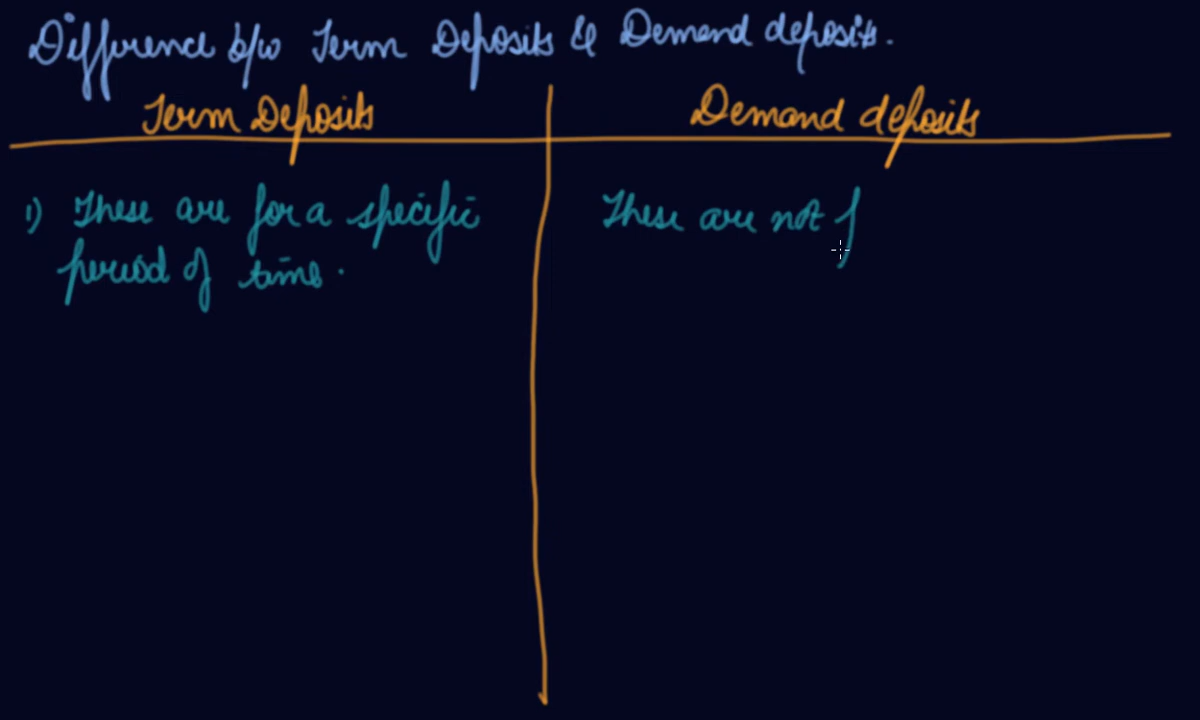 Difference b/w Term Deposits & Demand deposits.
Term Deposits
Demand deposits
1) These are for a specific
period of time.
These are not f